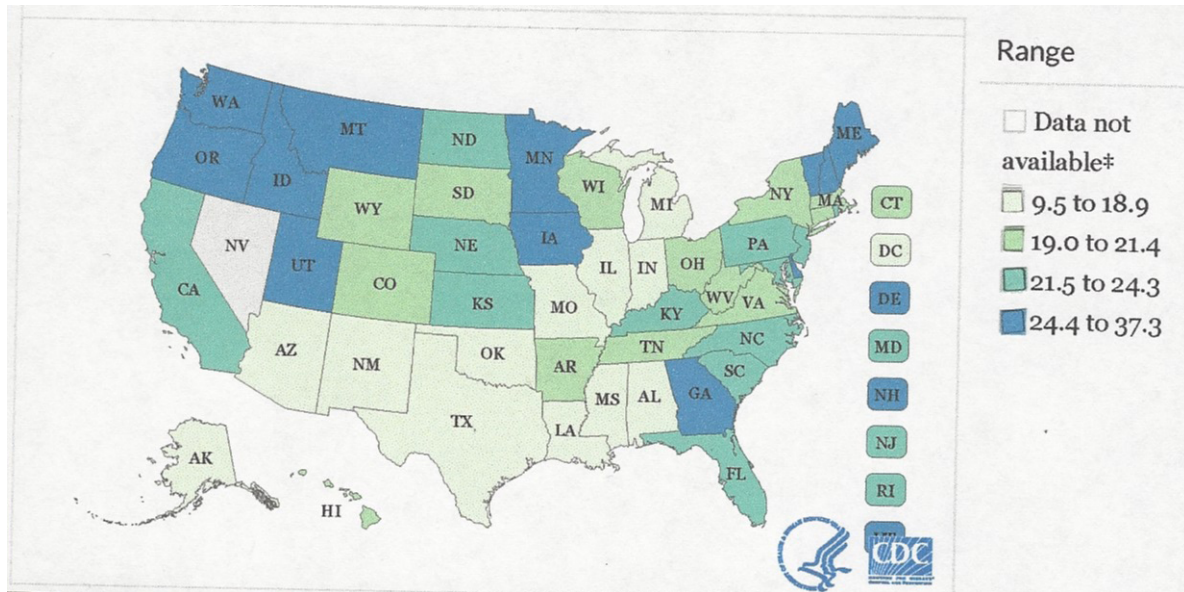 Range
Data not
available‡
9.5 to 18.9
19.0 to 21.4
21.5 to 24.3
24.4 to 37.3
WA
MT
ND
MN
ME
OR
ID
SD
WI
MI
NY
MA
CT
WY
NV
UT
CO
NE
IA
IL
IN
OH
PA
DC
CA
KS
MO
KY
WV
VA
DE
AZ
NM
OK
AR
TN
NC
MD
TX
LA
MS
AL
GA
SC
NH
AK
HI
FL
NJ
RI
CDC